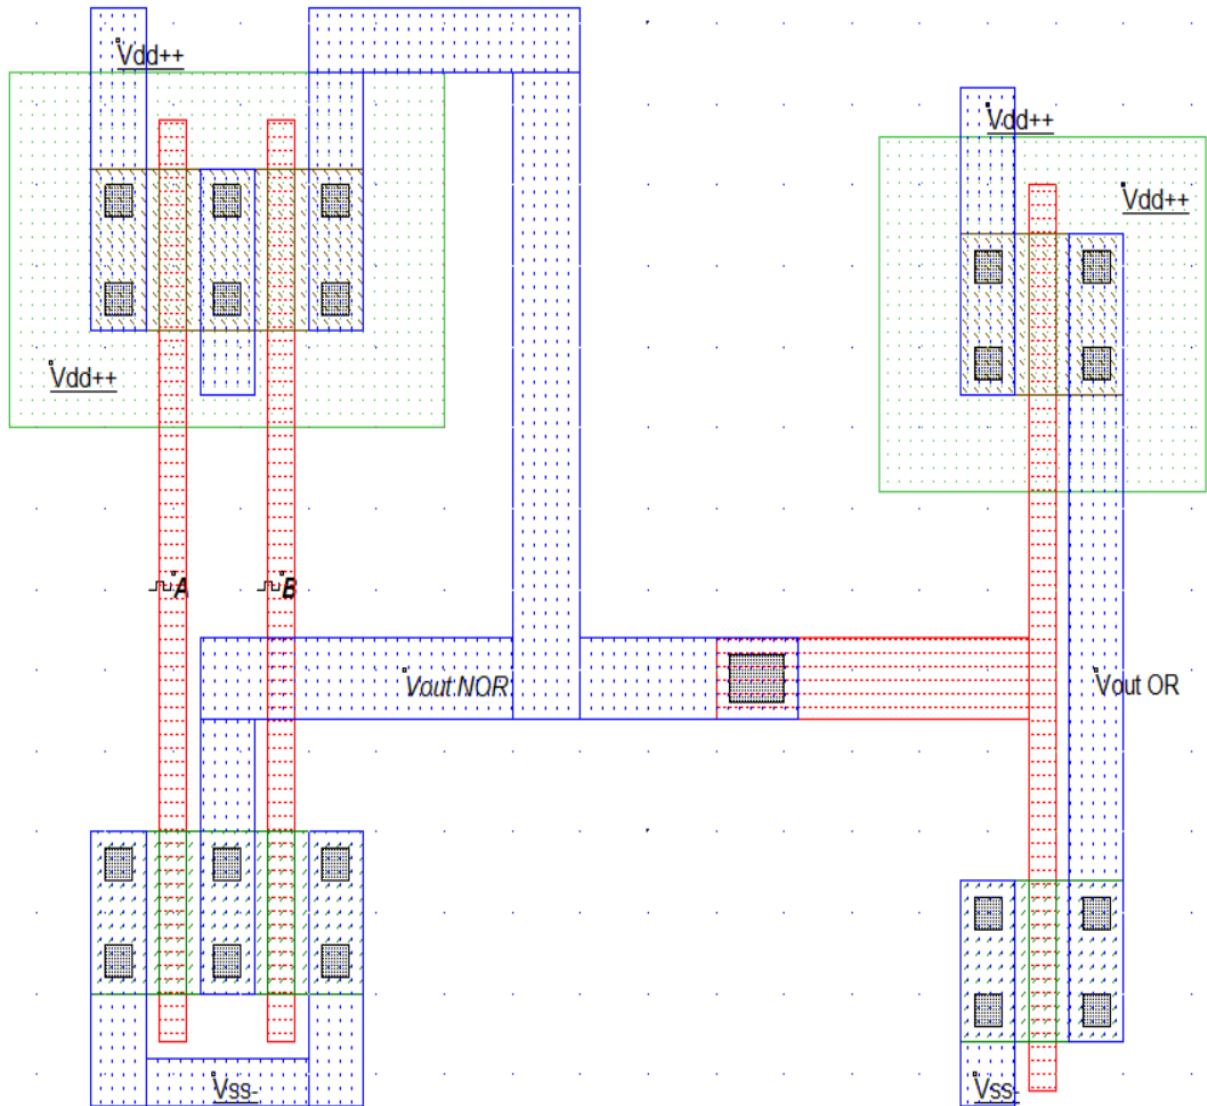 Vdd++
Vdd++
Vdd++
Vdd++
A
B
Vout NOR
Vout OR
Vss-
Vss-